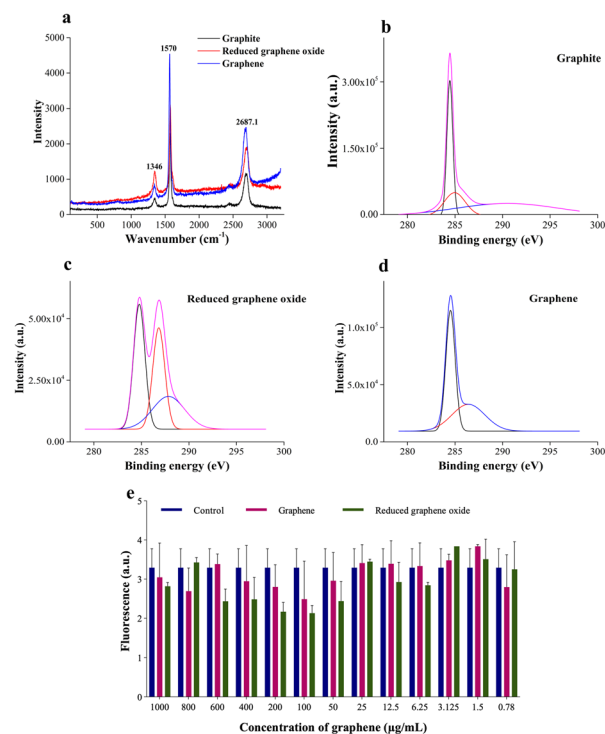 a
Graphite
Reduced graphene oxide
Graphene
1570
2687.1
1346
5000
4000
3000
2000
1000
0
Intensity
500 1000 1500 2000 2500 3000
Wavenumber (cm⁻¹)
b
Graphite
3.00x10⁵
1.50x10⁵
0.00
Intensity (a.u.)
280 285 290 295 300
Binding energy (eV)
c
Reduced graphene oxide
5.00x10⁴
2.50x10⁴
Intensity (a.u.)
280 285 290 295 300
Binding energy (eV)
d
Graphene
1.0x10⁵
5.0x10⁴
0.0
Intensity (a.u.)
280 285 290 295 300
Binding energy (eV)
e
Control Graphene Reduced graphene oxide
5
4
3
2
1
0
Fluorescence (a.u.)
1000 800 600 400 200 100 50 25 12.5 6.25 3.125 1.5 0.78
Concentration of graphene (µg/mL)